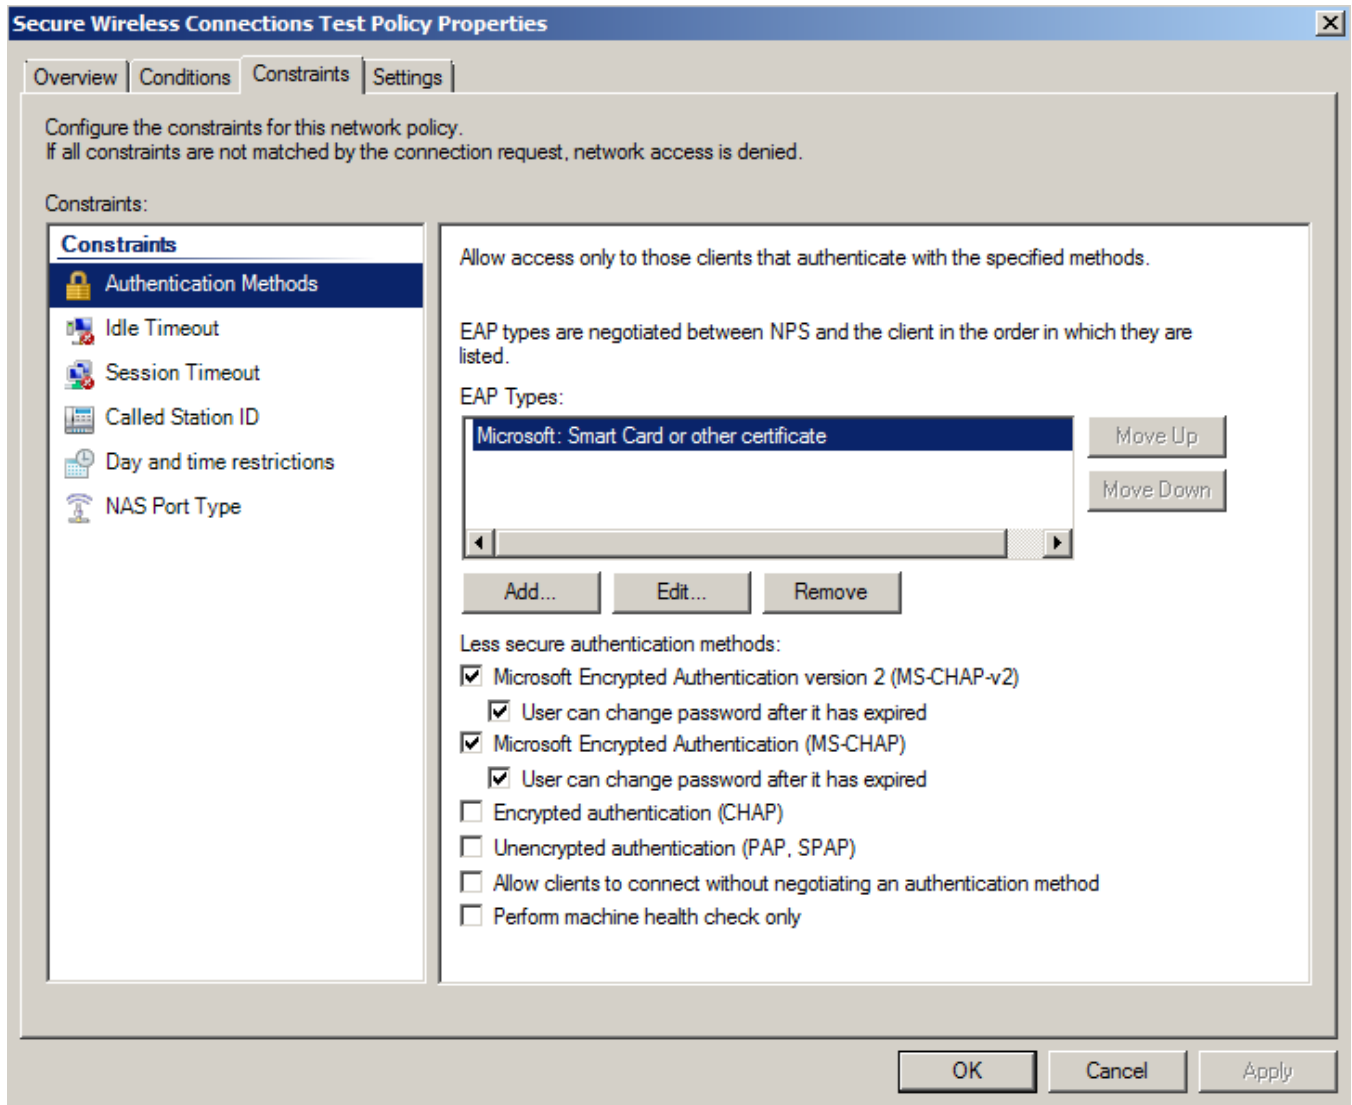 Secure Wireless Connections Test Policy Properties
Overview
Conditions
Constraints
Settings
Configure the constraints for this network policy.
If all constraints are not matched by the connection request, network access is denied.
Constraints:
Constraints
Authentication Methods
Idle Timeout
Session Timeout
Called Station ID
Day and time restrictions
NAS Port Type
Allow access only to those clients that authenticate with the specified methods.
EAP types are negotiated between NPS and the client in the order in which they are
listed.
EAP Types:
Microsoft: Smart Card or other certificate
Move Up
Move Down
Add...
Edit...
Remove
Less secure authentication methods:
Microsoft Encrypted Authentication version 2 (MS-CHAP-v2)
User can change password after it has expired
Microsoft Encrypted Authentication (MS-CHAP)
User can change password after it has expired
Encrypted authentication (CHAP)
Unencrypted authentication (PAP, SPAP)
Allow clients to connect without negotiating an authentication method
Perform machine health check only
OK
Cancel
Apply